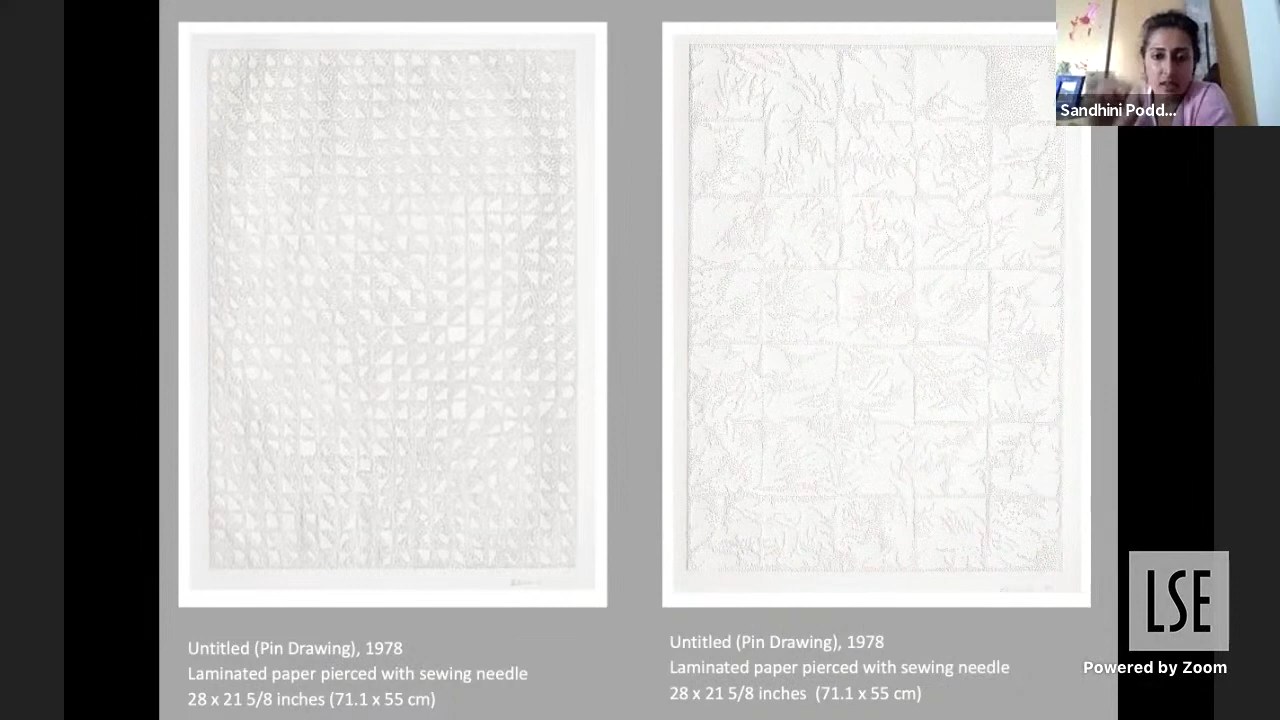 Sandhini Podd...
Untitled (Pin Drawing), 1978
Laminated paper pierced with sewing needle
28 x 21 5/8 inches (71.1 x 55 cm)
Untitled (Pin Drawing), 1978
Laminated paper pierced with sewing needle
28 x 21 5/8 inches (71.1 x 55 cm)
LSE
Powered by Zoom